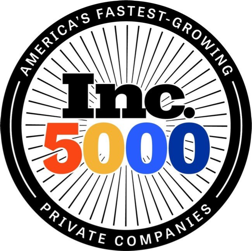 AMERICA'S FASTEST-GROWING
Inc.
5000
PRIVATE COMPANIES